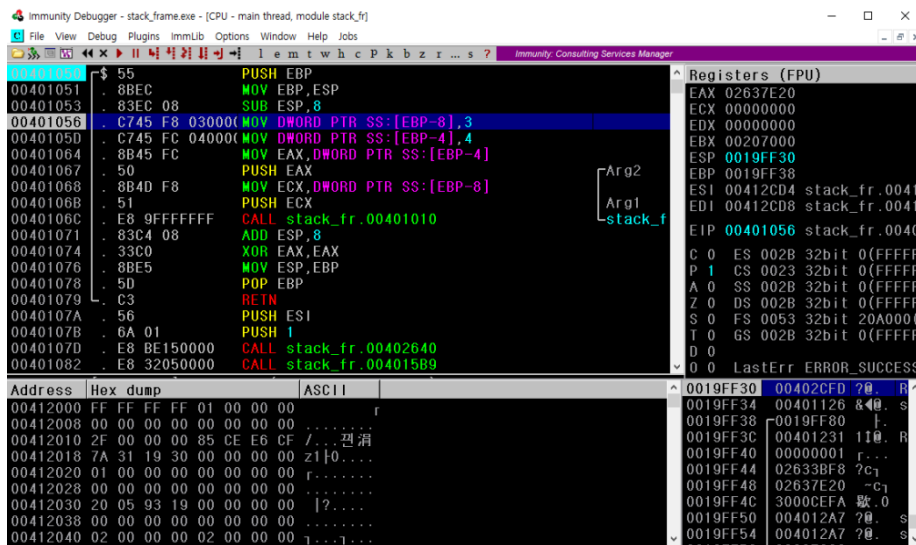 Immunity Debugger - stack_frame.exe - [CPU - main thread, module stack_fr]
File View Debug Plugins ImmLib Options Window Help Jobs
l e m t w h c P k b z r ... s ? Immunity: Consulting Services Manager
00401050 $ 55 PUSH EBP
00401051 . 8BEC MOV EBP,ESP
00401053 . 83EC 08 SUB ESP,8
00401056 . C745 F8 030000( MOV DWORD PTR SS:[EBP-8],3
0040105D . C745 FC 040000( MOV DWORD PTR SS:[EBP-4],4
00401064 . 8B45 FC MOV EAX,DWORD PTR SS:[EBP-4]
00401067 . 50 PUSH EAX Arg2
00401068 . 8B4D F8 MOV ECX,DWORD PTR SS:[EBP-8]
0040106B . 51 PUSH ECX Arg1
0040106C . E8 9FFFFFFF CALL stack_fr.00401010 stack_f
00401071 . 83C4 08 ADD ESP,8
00401074 . 33C0 XOR EAX,EAX
00401076 . 8BE5 MOV ESP,EBP
00401078 . 5D POP EBP
00401079 . C3 RETN
0040107A . 56 PUSH ESI
0040107B . 6A 01 PUSH 1
0040107D . E8 BE150000 CALL stack_fr.00402640
00401082 . E8 32050000 CALL stack_fr.004015B9
Registers (FPU)
EAX 02637E20
ECX 00000000
EDX 00000000
EBX 00207000
ESP 0019FF30
EBP 0019FF38
ESI 00412CD4 stack_fr.0041
EDI 00412CD8 stack_fr.0041
EIP 00401056 stack_fr.0040
C 0 ES 002B 32bit 0(FFFFF
P 1 CS 0023 32bit 0(FFFFF
A 0 SS 002B 32bit 0(FFFFF
Z 0 DS 002B 32bit 0(FFFFF
S 0 FS 0053 32bit 20A000(
T 0 GS 002B 32bit 0(FFFFF
D 0
O 0 LastErr ERROR_SUCCESS
Address Hex dump ASCII
00412000 FF FF FF FF 01 00 00 00
00412008 00 00 00 00 00 00 00 00 ........
00412010 2F 00 00 00 85 CE E6 CF /...
00412018 7A 31 19 30 00 00 00 00 z1 0....
00412020 01 00 00 00 00 00 00 00 .......
00412028 00 00 00 00 00 00 00 00 ........
00412030 20 05 93 19 00 00 00 00 ?....
00412038 00 00 00 00 00 00 00 00 ........
00412040 02 00 00 00 02 00 00 00
0019FF30 00402CFD ?@. R
0019FF34 00401126 &◀@. s
0019FF38 0019FF80
0019FF3C 00401231 1↕@. R
0019FF40 00000001
0019FF44 02633BF8
0019FF48 02637E20
0019FF4C 3000CEFA 歇.0
0019FF50 004012A7 ?@. s
0019FF54 004012A7 ?@. s